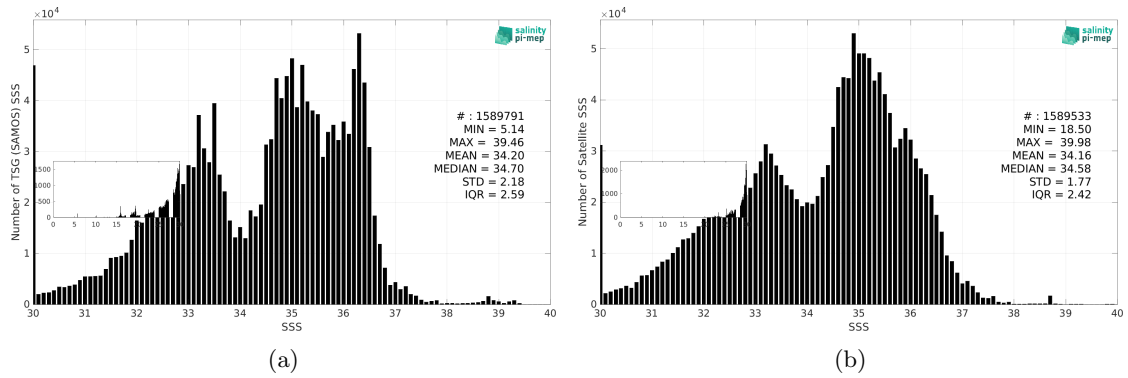 ×10⁴
5
4
3
2
1
0
Number of TSG (SAMOS) SSS
30 31 32 33 34 35 36 37 38 39 40
SSS
salinity
pi-mep
# : 1589791
MIN = 5.14
MAX = 39.46
MEAN = 34.20
MEDIAN = 34.70
STD = 2.18
IQR = 2.59
1500
1000
500
0
0 5 10 15
(a)
×10⁴
5
4
3
2
1
0
Number of Satellite SSS
30 31 32 33 34 35 36 37 38 39 40
SSS
salinity
pi-mep
# : 1589533
MIN = 18.50
MAX = 39.98
MEAN = 34.16
MEDIAN = 34.58
STD = 1.77
IQR = 2.42
2000
1000
0
0 5 10 15
(b)